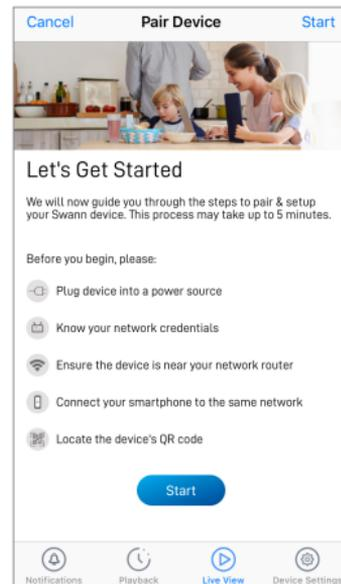 Cancel Pair Device Start
Let's Get Started
We will now guide you through the steps to pair & setup
your Swann device. This process may take up to 5 minutes.
Before you begin, please:
Plug device into a power source
Know your network credentials
Ensure the device is near your network router
Connect your smartphone to the same network
Locate the device's QR code
Start
Notifications Playback Live View Device Settings